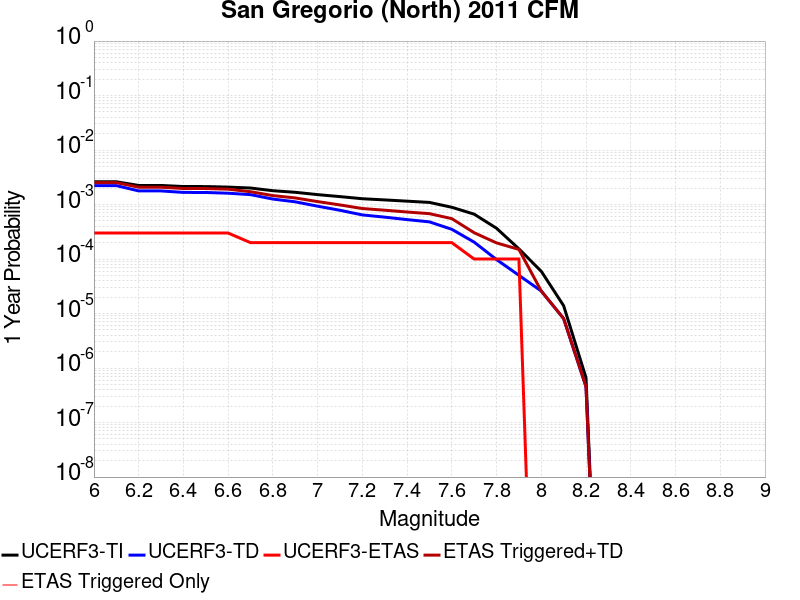 San Gregorio (North) 2011 CFM
1 Year Probability
10^0
10^-1
10^-2
10^-3
10^-4
10^-5
10^-6
10^-7
10^-8
6 6.2 6.4 6.6 6.8 7 7.2 7.4 7.6 7.8 8 8.2 8.4 8.6 8.8 9
Magnitude
UCERF3-TI UCERF3-TD UCERF3-ETAS ETAS Triggered+TD
ETAS Triggered Only